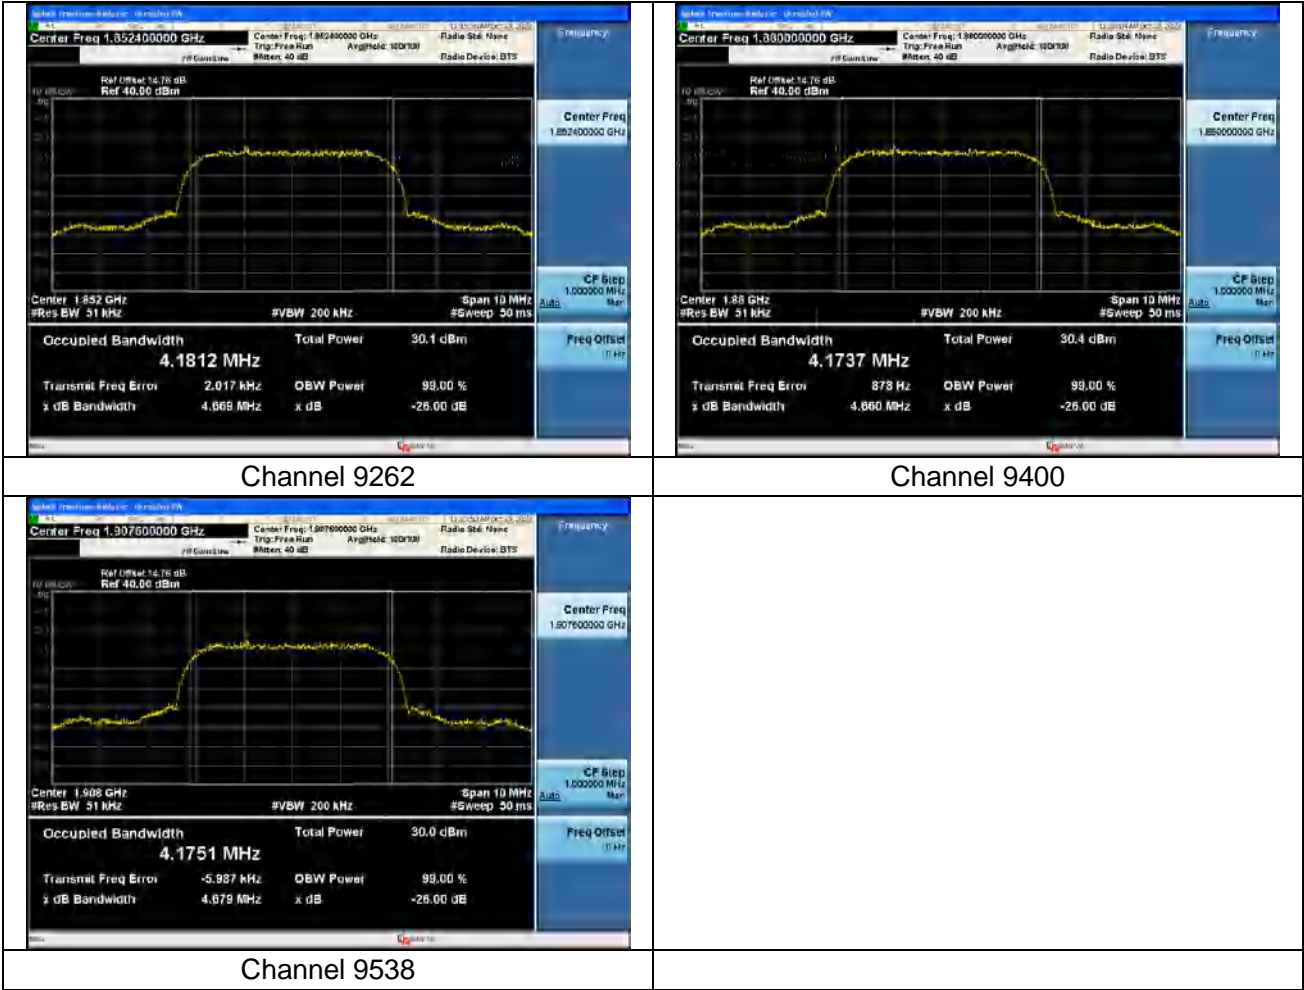 Center Freq 1.852400000 GHz
Center Freq: 1.852400000 GHz
Radio Std: None
Frequency
Trig: Free Run
Avg|Hold: 100/100
#Atten: 40 dB
Radio Device: BTS
Ref Offset 14.76 dB
Ref 40.00 dBm
Center Freq
1.852400000 GHz
CF Step
1.000000 MHz
Auto
Man
Center 1.852 GHz
Span 10 MHz
#Res BW 51 kHz
#VBW 200 kHz
#Sweep 50 ms
Occupied Bandwidth
Total Power
30.1 dBm
4.1812 MHz
Freq Offset
0 Hz
Transmit Freq Error
2.017 kHz
OBW Power
99.00 %
x dB Bandwidth
4.669 MHz
x dB
-26.00 dB
Channel 9262
Center Freq 1.880000000 GHz
Center Freq: 1.880000000 GHz
Radio Std: None
Frequency
Trig: Free Run
Avg|Hold: 100/100
#Atten: 40 dB
Radio Device: BTS
Ref Offset 14.76 dB
Ref 40.00 dBm
Center Freq
1.880000000 GHz
CF Step
1.000000 MHz
Auto
Man
Center 1.88 GHz
Span 10 MHz
#Res BW 51 kHz
#VBW 200 kHz
#Sweep 50 ms
Occupied Bandwidth
Total Power
30.4 dBm
4.1737 MHz
Freq Offset
0 Hz
Transmit Freq Error
878 Hz
OBW Power
99.00 %
x dB Bandwidth
4.660 MHz
x dB
-26.00 dB
Channel 9400
Center Freq 1.907600000 GHz
Center Freq: 1.907600000 GHz
Radio Std: None
Frequency
Trig: Free Run
Avg|Hold: 100/100
#Atten: 40 dB
Radio Device: BTS
Ref Offset 14.76 dB
Ref 40.00 dBm
Center Freq
1.907600000 GHz
CF Step
1.000000 MHz
Auto
Man
Center 1.908 GHz
Span 10 MHz
#Res BW 51 kHz
#VBW 200 kHz
#Sweep 50 ms
Occupied Bandwidth
Total Power
30.0 dBm
4.1751 MHz
Freq Offset
0 Hz
Transmit Freq Error
-5.937 kHz
OBW Power
99.00 %
x dB Bandwidth
4.679 MHz
x dB
-26.00 dB
Channel 9538